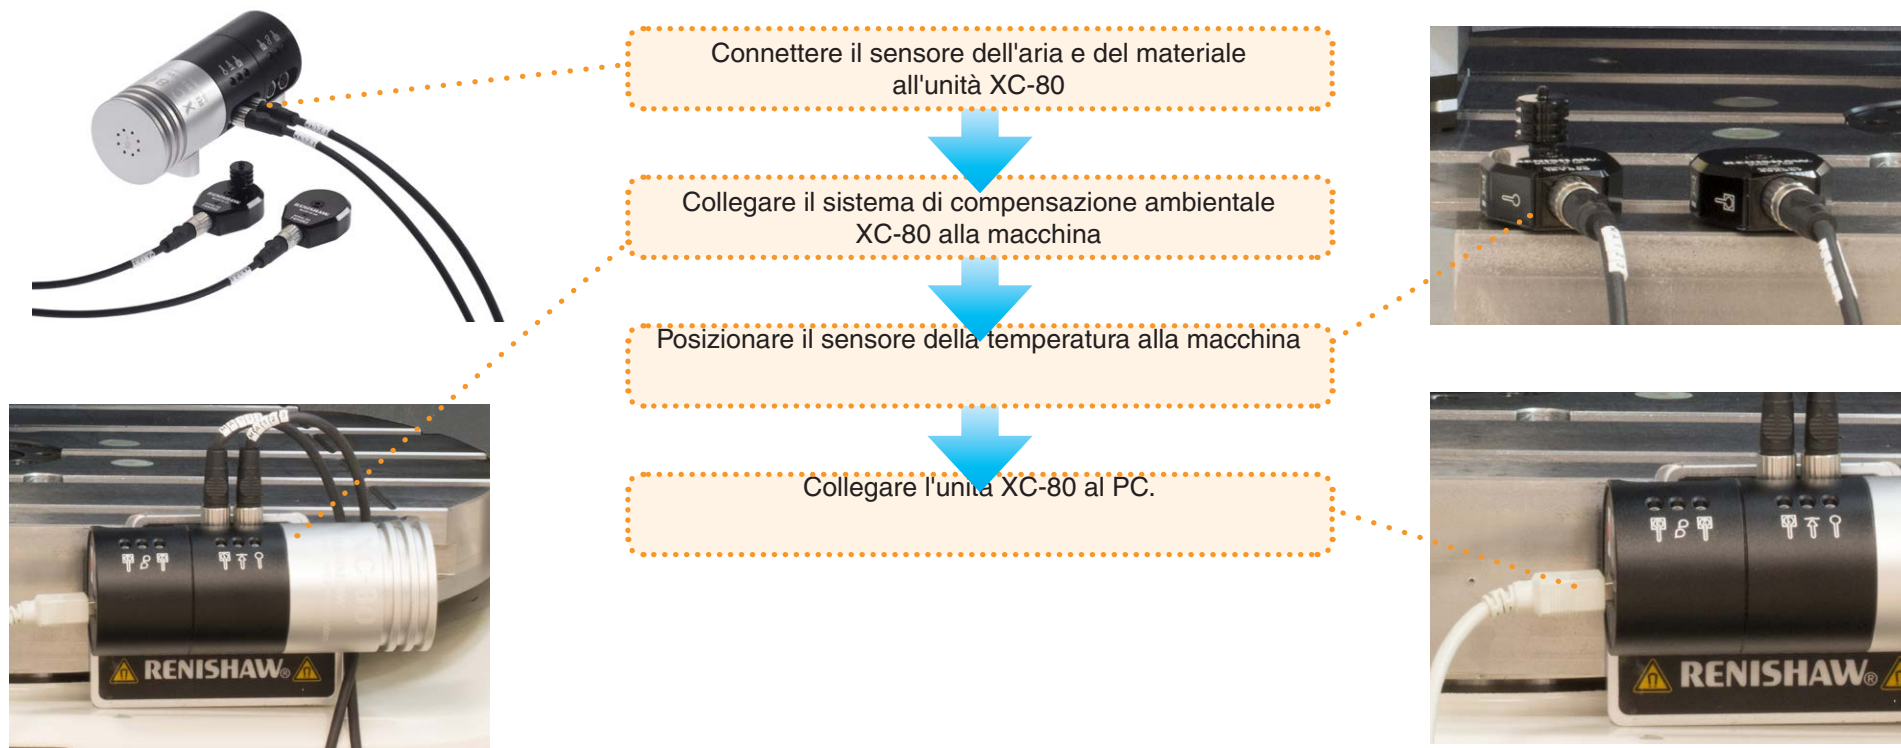 Connettere il sensore dell'aria e del materiale
all'unità XC-80
Collegare il sistema di compensazione ambientale
XC-80 alla macchina
Posizionare il sensore della temperatura alla macchina
Collegare l'unità XC-80 al PC.
RENISHAW®
RENISHAW®